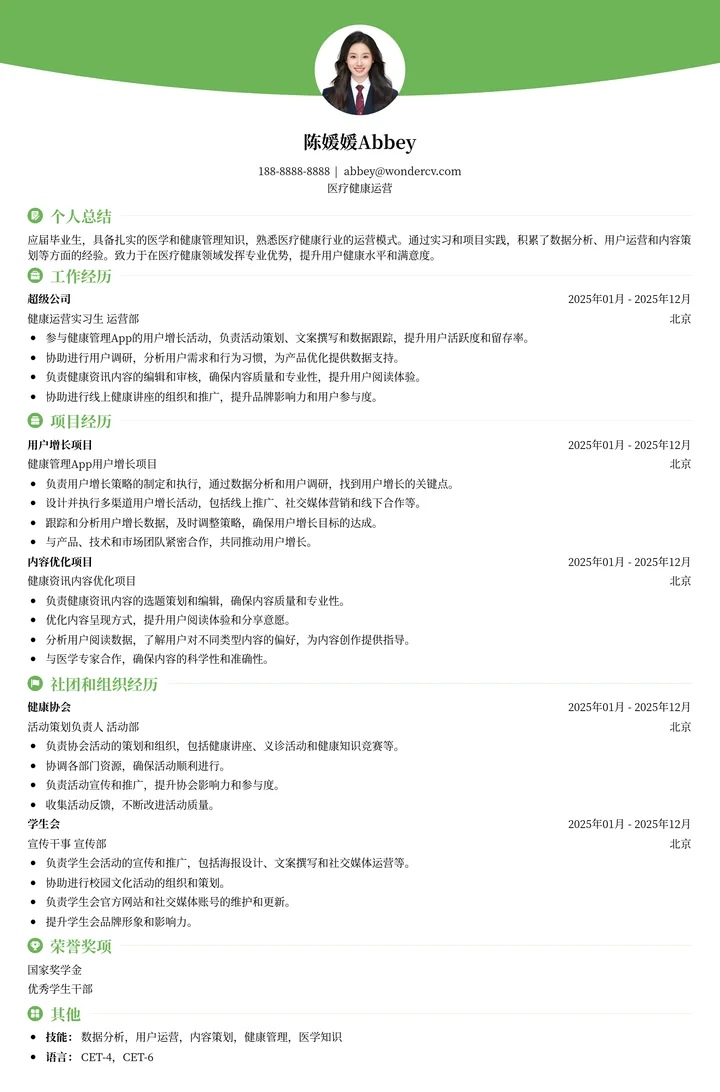 陈媛媛Abbey
188-8888-8888 | abbey@wondercv.com
医疗健康运营
个人总结
应届毕业生，具备扎实的医学和健康管理知识，熟悉医疗健康行业的运营模式。通过实习和项目实践，积累了数据分析、用户运营和内容策
划等方面的经验。致力于在医疗健康领域发挥专业优势，提升用户健康水平和满意度。
工作经历
超级公司 2025年01月 - 2025年12月
健康运营实习生 运营部 北京
• 参与健康管理App的用户增长活动，负责活动策划、文案撰写和数据跟踪，提升用户活跃度和留存率。
• 协助进行用户调研，分析用户需求和行为习惯，为产品优化提供数据支持。
• 负责健康资讯内容的编辑和审核，确保内容质量和专业性，提升用户阅读体验。
• 协助进行线上健康讲座的组织和推广，提升品牌影响力和用户参与度。
项目经历
用户增长项目 2025年01月 - 2025年12月
健康管理App用户增长项目 北京
• 负责用户增长策略的制定和执行，通过数据分析和用户调研，找到用户增长的关键点。
• 设计并执行多渠道用户增长活动，包括线上推广、社交媒体营销和线下合作等。
• 跟踪和分析用户增长数据，及时调整策略，确保用户增长目标的达成。
• 与产品、技术和市场团队紧密合作，共同推动用户增长。
内容优化项目 2025年01月 - 2025年12月
健康资讯内容优化项目 北京
• 负责健康资讯内容的选题策划和编辑，确保内容质量和专业性。
• 优化内容呈现方式，提升用户阅读体验和分享意愿。
• 分析用户阅读数据，了解用户对不同类型内容的偏好，为内容创作提供指导。
• 与医学专家合作，确保内容的科学性和准确性。
社团和组织经历
健康协会 2025年01月 - 2025年12月
活动策划负责人 活动部 北京
• 负责协会活动的策划和组织，包括健康讲座、义诊活动和健康知识竞赛等。
• 协调各部门资源，确保活动顺利进行。
• 负责活动宣传和推广，提升协会影响力和参与度。
• 收集活动反馈，不断改进活动质量。
学生会 2025年01月 - 2025年12月
宣传干事 宣传部 北京
• 负责学生会活动的宣传和推广，包括海报设计、文案撰写和社交媒体运营等。
• 协助进行校园文化活动的组织和策划。
• 负责学生会官方网站和社交媒体账号的维护和更新。
• 提升学生会品牌形象和影响力。
荣誉奖项
国家奖学金
优秀学生干部
其他
• 技能： 数据分析，用户运营，内容策划，健康管理，医学知识
• 语言： CET-4，CET-6